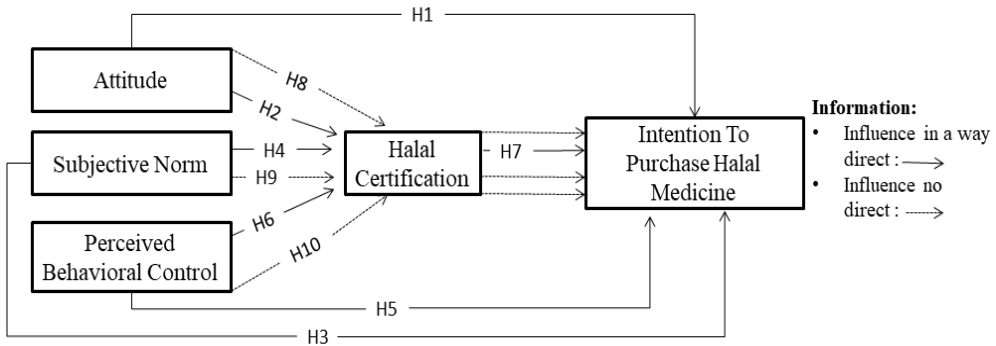 H1
Attitude
H8
H2
Subjective Norm
H4
H9
Perceived
Behavioral Control
H6
H10
Halal
Certification
H7
Intention To
Purchase Halal
Medicine
H5
H3
Information:
• Influence in a way
direct :
• Influence no
direct :